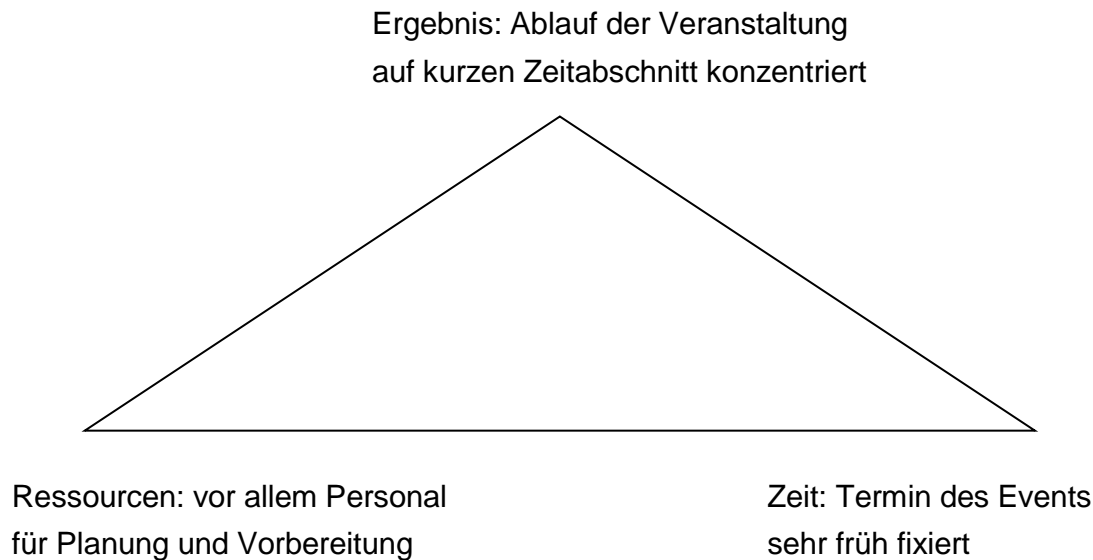 Ergebnis: Ablauf der Veranstaltung
auf kurzen Zeitabschnitt konzentriert
Ressourcen: vor allem Personal
für Planung und Vorbereitung
Zeit: Termin des Events
sehr früh fixiert